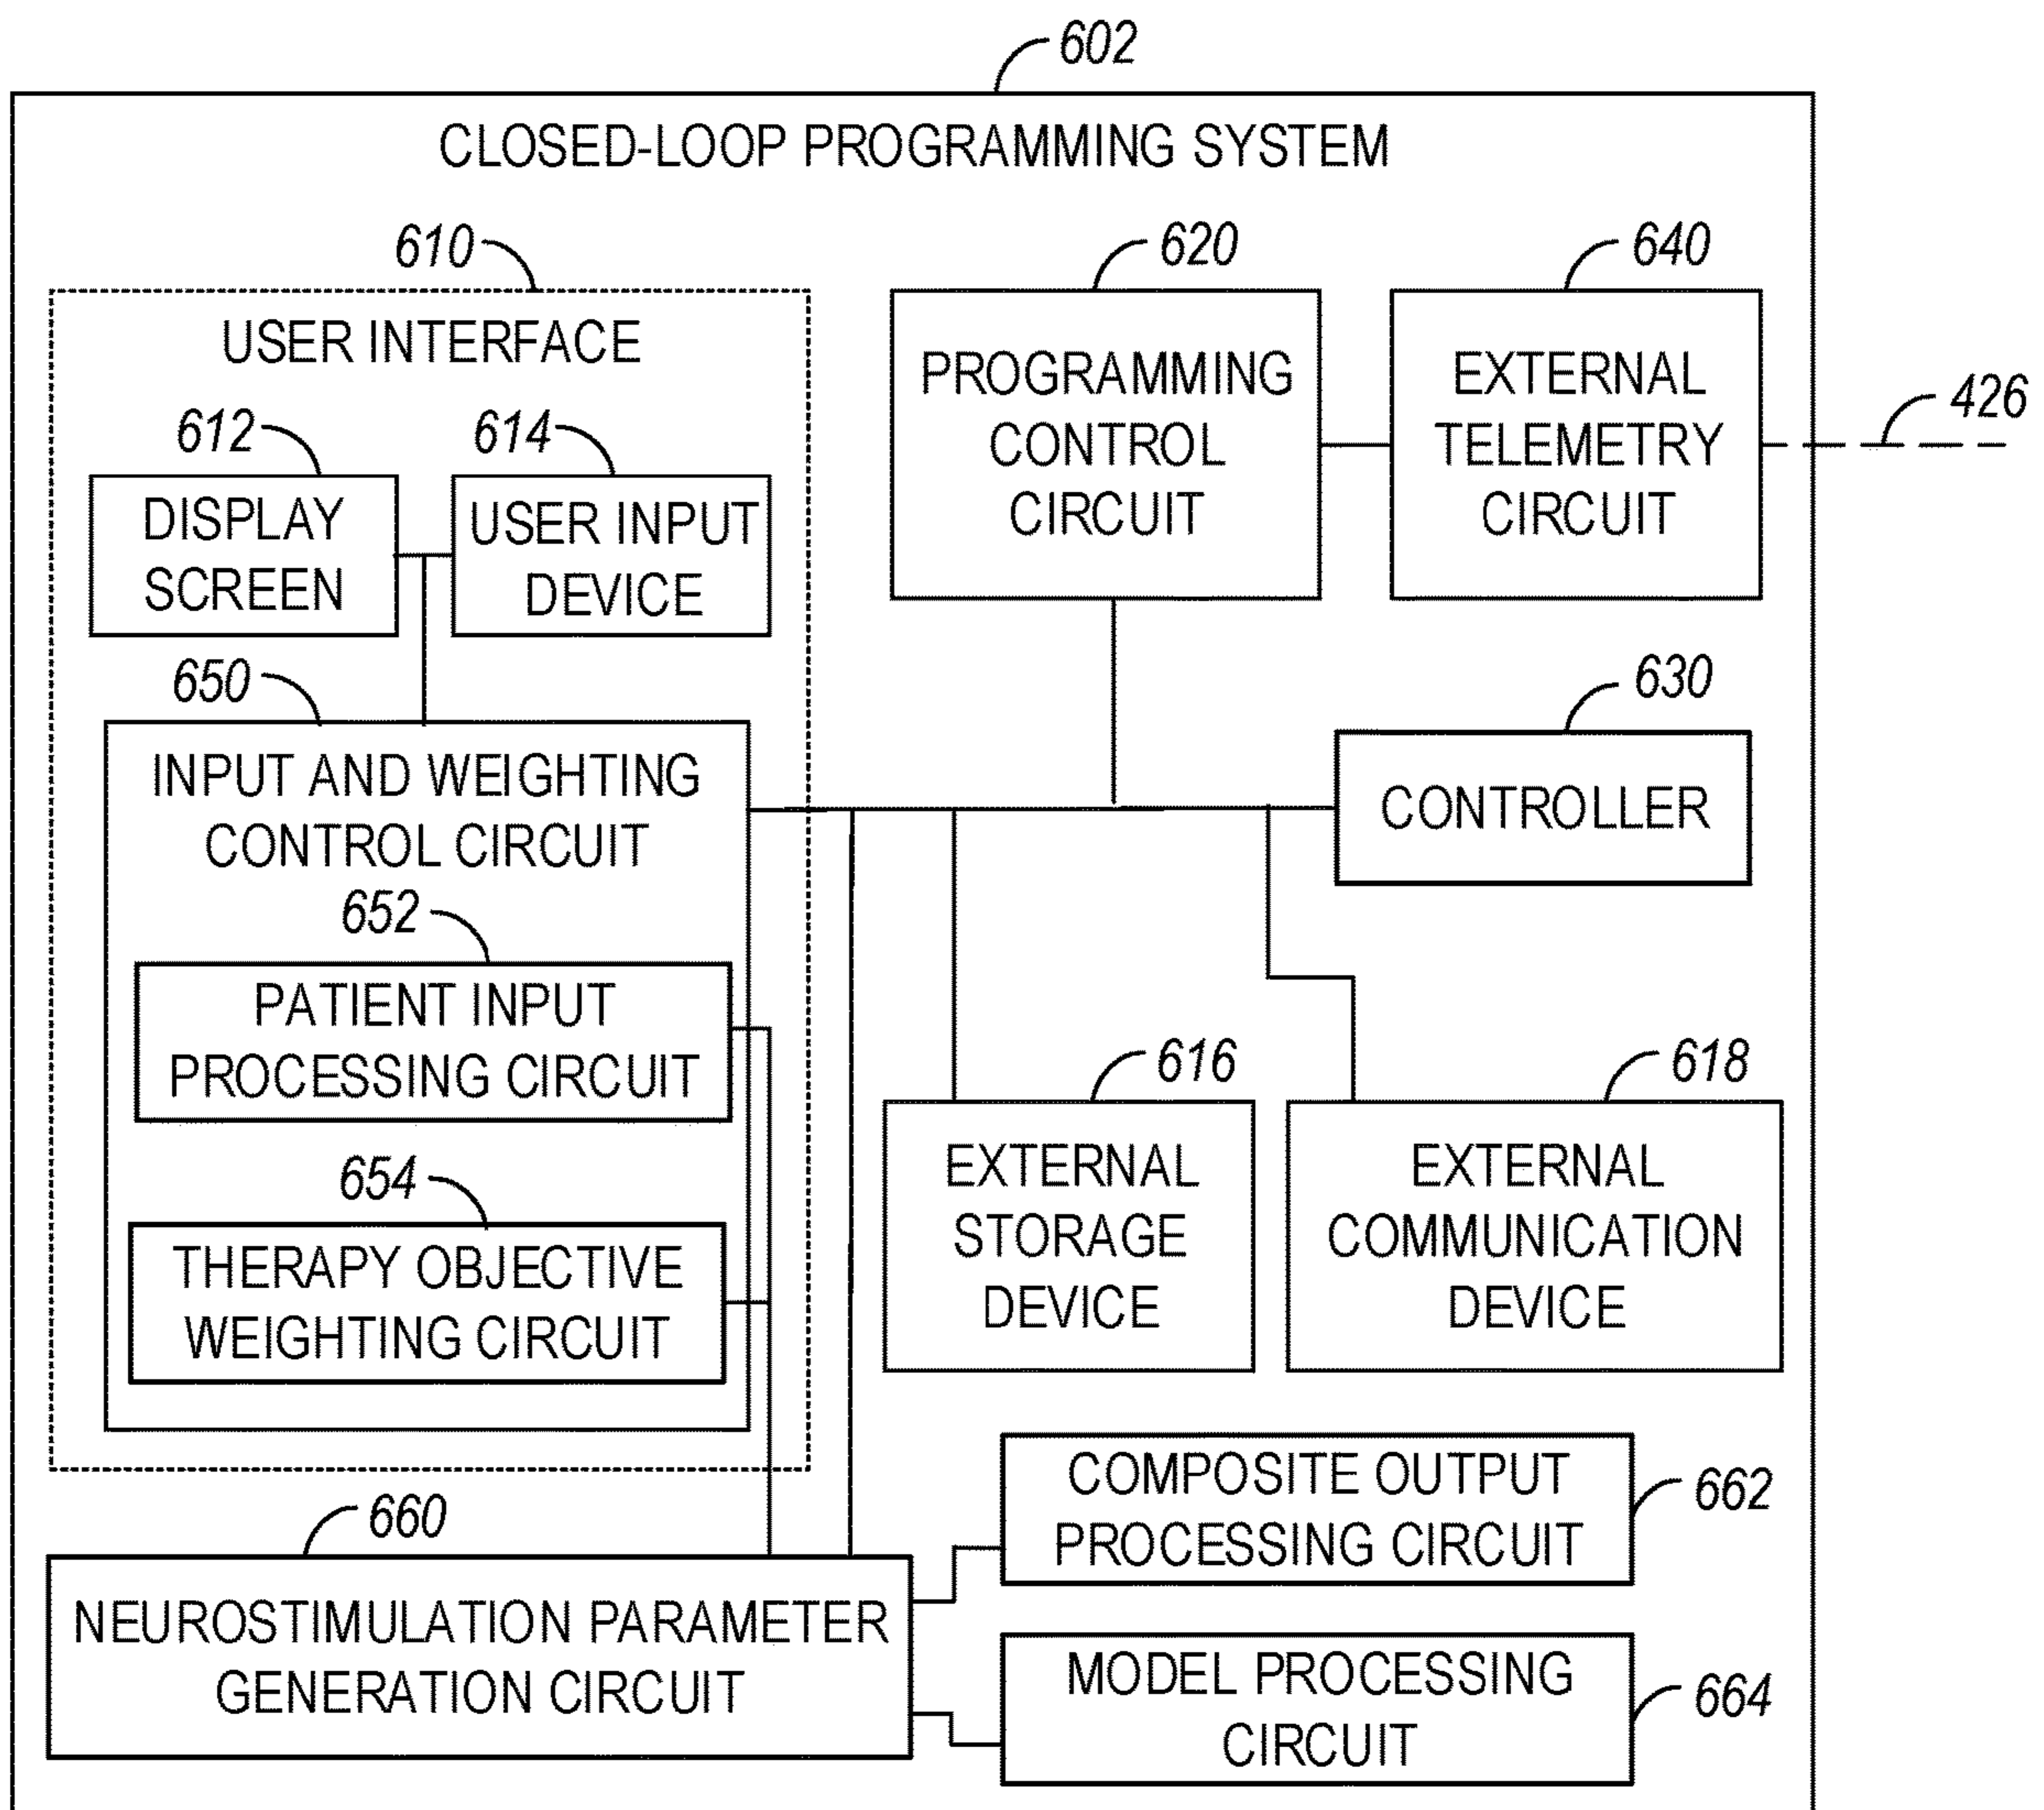 602
CLOSED-LOOP PROGRAMMING SYSTEM
610
USER INTERFACE
612
DISPLAY
SCREEN
614
USER INPUT
DEVICE
620
PROGRAMMING
CONTROL
CIRCUIT
640
EXTERNAL
TELEMETRY
CIRCUIT
426
650
INPUT AND WEIGHTING
CONTROL CIRCUIT
630
CONTROLLER
652
PATIENT INPUT
PROCESSING CIRCUIT
654
THERAPY OBJECTIVE
WEIGHTING CIRCUIT
616
EXTERNAL
STORAGE
DEVICE
618
EXTERNAL
COMMUNICATION
DEVICE
660
NEUROSTIMULATION PARAMETER
GENERATION CIRCUIT
COMPOSITE OUTPUT
PROCESSING CIRCUIT
662
MODEL PROCESSING
CIRCUIT
664